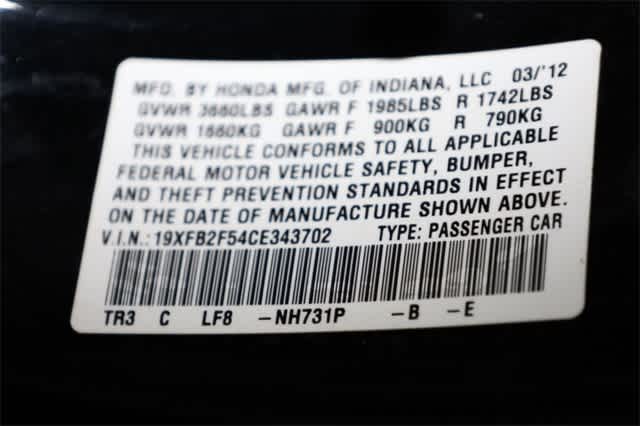 MFD. BY HONDA MFG. OF INDIANA, LLC 03/'12
GVWR 3660LBS GAWR F 1985LBS R 1742LBS
GVWR 1660KG GAWR F 900KG R 790KG
THIS VEHICLE CONFORMS TO ALL APPLICABLE
FEDERAL MOTOR VEHICLE SAFETY, BUMPER,
AND THEFT PREVENTION STANDARDS IN EFFECT
ON THE DATE OF MANUFACTURE SHOWN ABOVE.
V.I.N.: 19XFB2F54CE343702 TYPE: PASSENGER CAR
TR3 C LF8 -NH731P -B -E